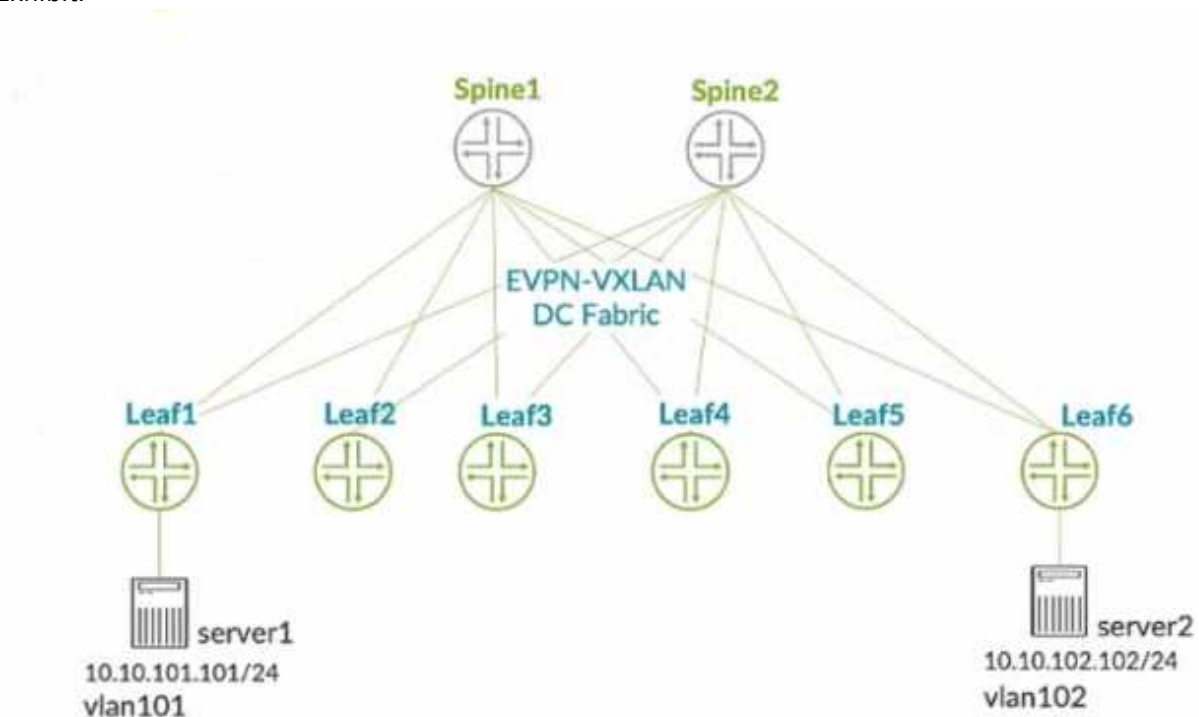 Spine1
Spine2
EVPN-VXLAN
DC Fabric
Leaf1
Leaf2
Leaf3
Leaf4
Leaf5
Leaf6
server1
10.10.101.101/24
vlan101
server2
10.10.102.102/24
vlan102